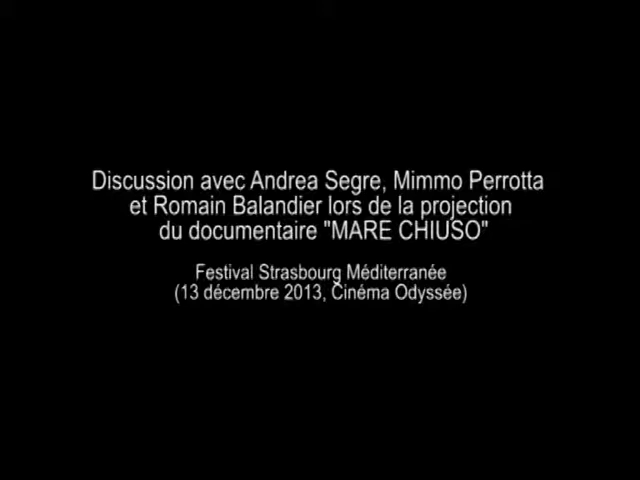 Discussion avec Andrea Segre, Mimmo Perrotta
et Romain Balandier lors de la projection
du documentaire "MARE CHIUSO"
Festival Strasbourg Méditerranée
(13 décembre 2013, Cinéma Odyssée)